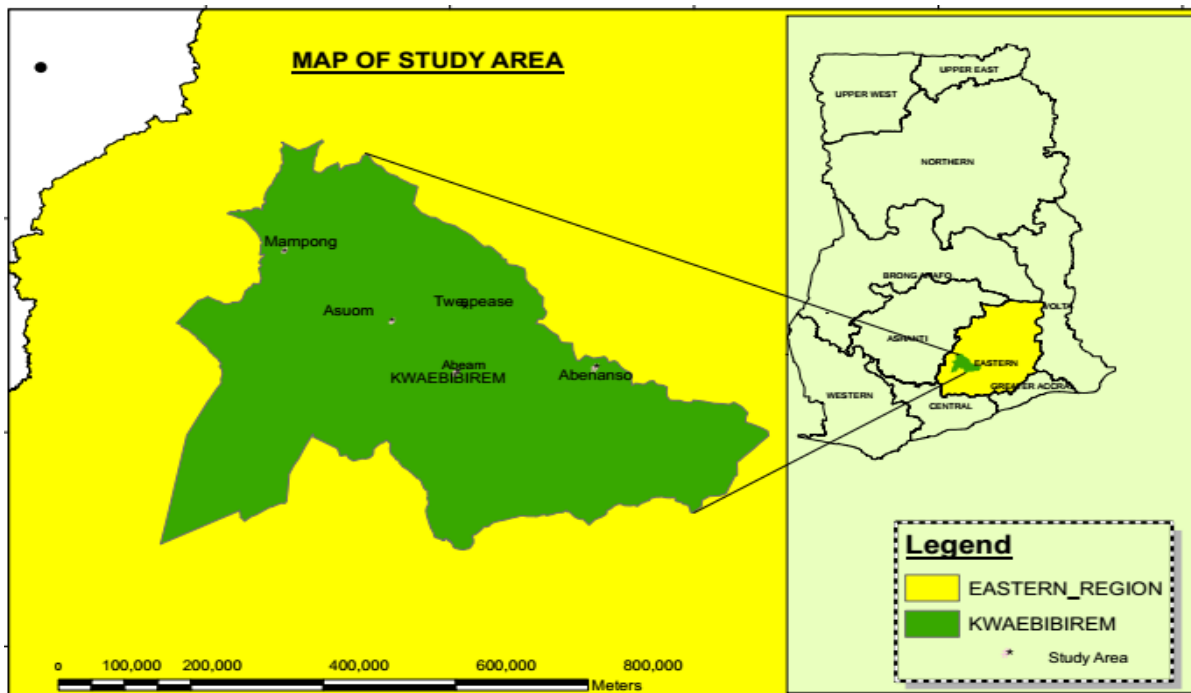 MAP OF STUDY AREA
Mampong
Asuom
Tweapease
Abeam
KWAEBIBIREM
Abenanso
0 100,000 200,000 400,000 600,000 800,000
Meters
UPPER EAST
UPPER WEST
NORTHERN
BRONG AHAFO
VOLTA
ASHANTI
EASTERN
GREATER ACCRA
WESTERN
CENTRAL
Legend
EASTERN_REGION
KWAEBIBIREM
Study Area